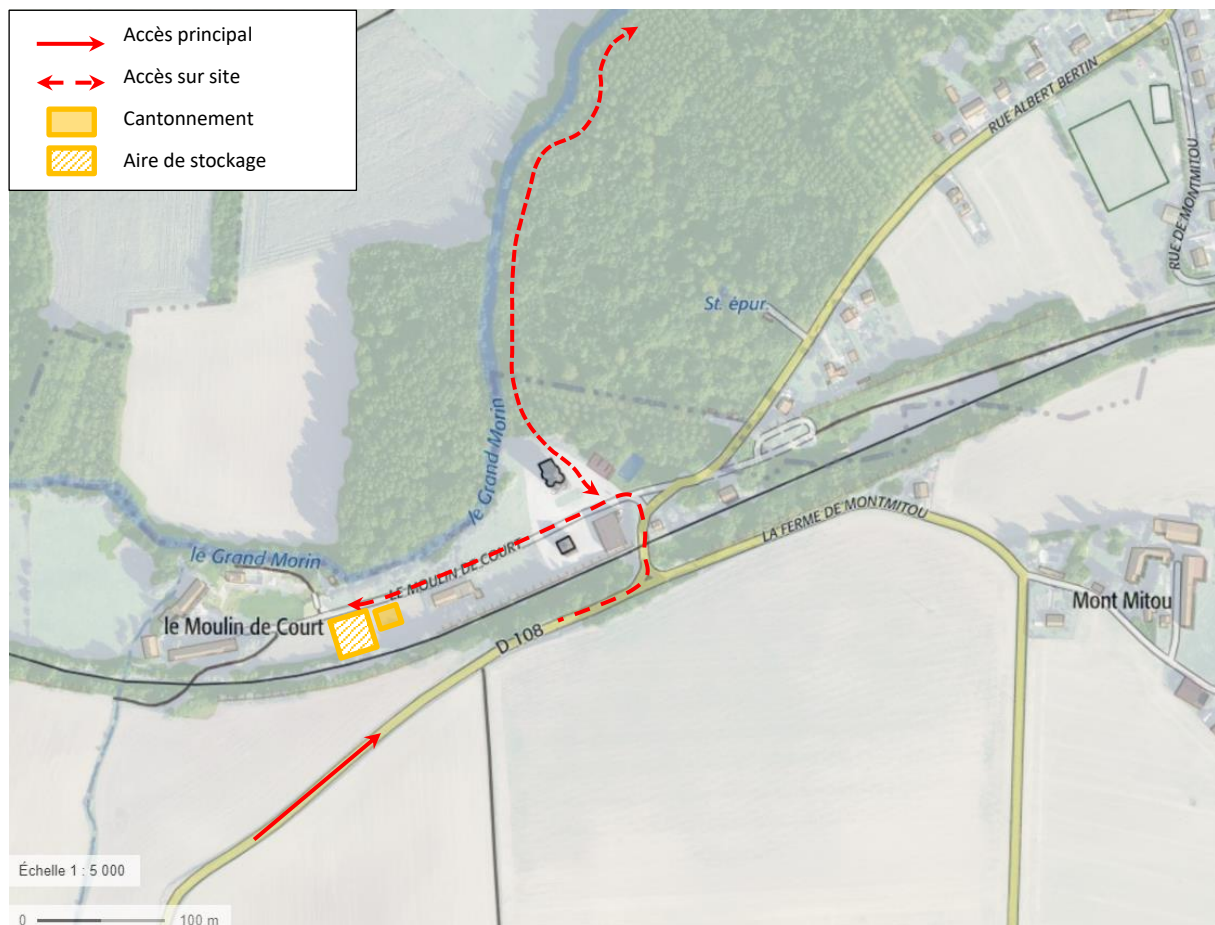 Accès principal
Accès sur site
Cantonnement
Aire de stockage
RUE ALBERT BERTIN
RUE DE MONTMITOU
St. épur.
le Grand Morin
le Grand Morin
LE MOULIN DE COURT
LA FERME DE MONTMITOU
le Moulin de Court
Mont Mitou
D 108
Échelle 1 : 5 000
0 100 m